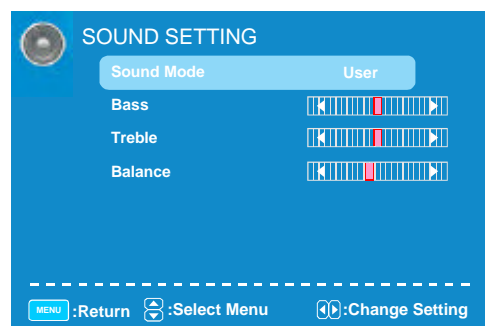 SOUND SETTING
Sound Mode User
Bass
Treble
Balance
MENU :Return :Select Menu :Change Setting